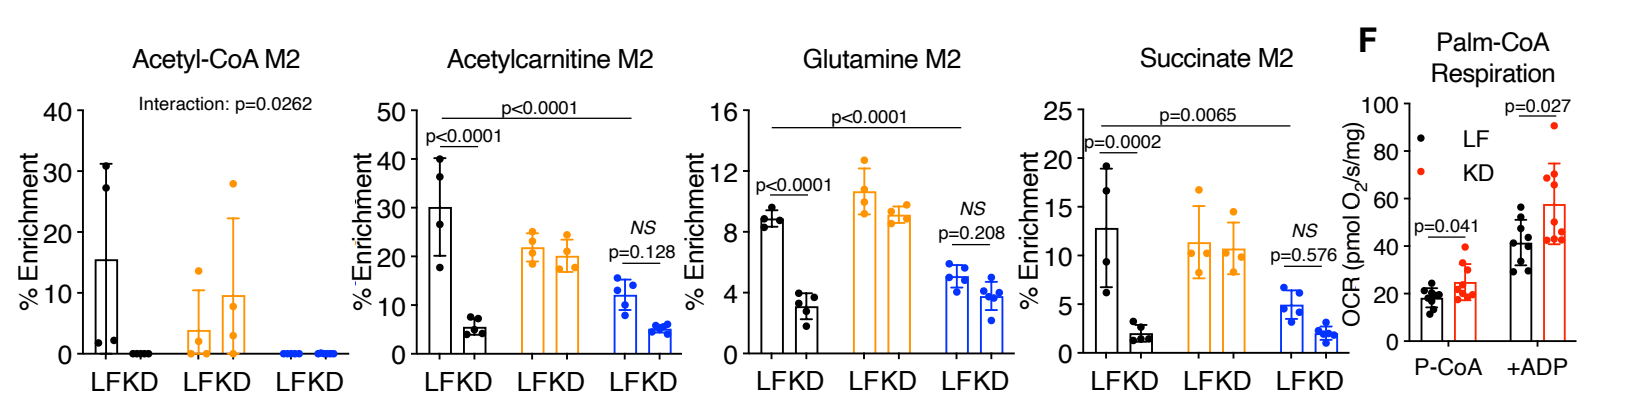 Acetyl-CoA M2
Interaction: p=0.0262
% Enrichment
40
30
20
10
0
LFKD LFKD LFKD
Acetylcarnitine M2
p<0.0001
p<0.0001
NS
p=0.128
% Enrichment
50
40
30
20
10
0
LFKD LFKD LFKD
Glutamine M2
p<0.0001
p<0.0001
NS
p=0.208
% Enrichment
16
12
8
4
0
LFKD LFKD LFKD
Succinate M2
p=0.0065
p=0.0002
NS
p=0.576
% Enrichment
25
20
15
10
5
0
LFKD LFKD LFKD
F
Palm-CoA
Respiration
p=0.027
LF
KD
p=0.041
OCR (pmol O₂/s/mg)
100
80
60
40
20
0
P-CoA +ADP